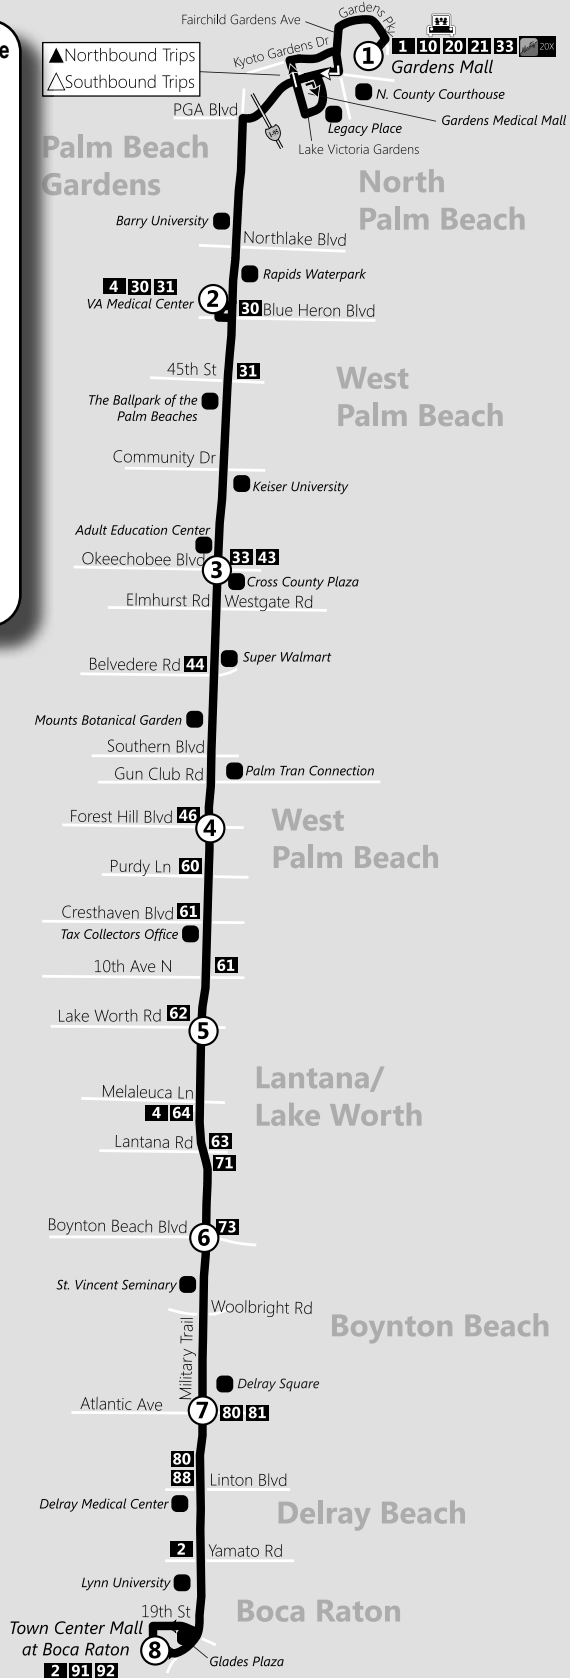 e
Gardens Pk
Fairchild Gardens Ave
▲Northbound Trips
△Southbound Trips
Kyoto Gardens Dr
1
1 10 20 21 33 20X
Gardens Mall
N. County Courthouse
PGA Blvd
I-95
Legacy Place
Gardens Medical Mall
Lake Victoria Gardens
Palm Beach
Gardens
North
Palm Beach
Barry University
Northlake Blvd
Rapids Waterpark
4 30 31
VA Medical Center
2
30 Blue Heron Blvd
45th St
31
West
Palm Beach
The Ballpark of the
Palm Beaches
Community Dr
Keiser University
Adult Education Center
Okeechobee Blvd
3
33 43
Cross County Plaza
Elmhurst Rd
Westgate Rd
Belvedere Rd 44
Super Walmart
Mounts Botanical Garden
Southern Blvd
Gun Club Rd
Palm Tran Connection
Forest Hill Blvd 46
4
West
Palm Beach
Purdy Ln 60
Cresthaven Blvd 61
Tax Collectors Office
10th Ave N
61
Lake Worth Rd 62
5
Lantana/
Lake Worth
Melaleuca Ln
4 64
Lantana Rd
63
71
Boynton Beach Blvd
6
73
St. Vincent Seminary
Woolbright Rd
Boynton Beach
Military Trail
Delray Square
Atlantic Ave
7
80 81
80
88
Linton Blvd
Delray Medical Center
Delray Beach
2
Yamato Rd
Lynn University
19th St
Boca Raton
Town Center Mall
at Boca Raton
8
Glades Plaza
2 91 92